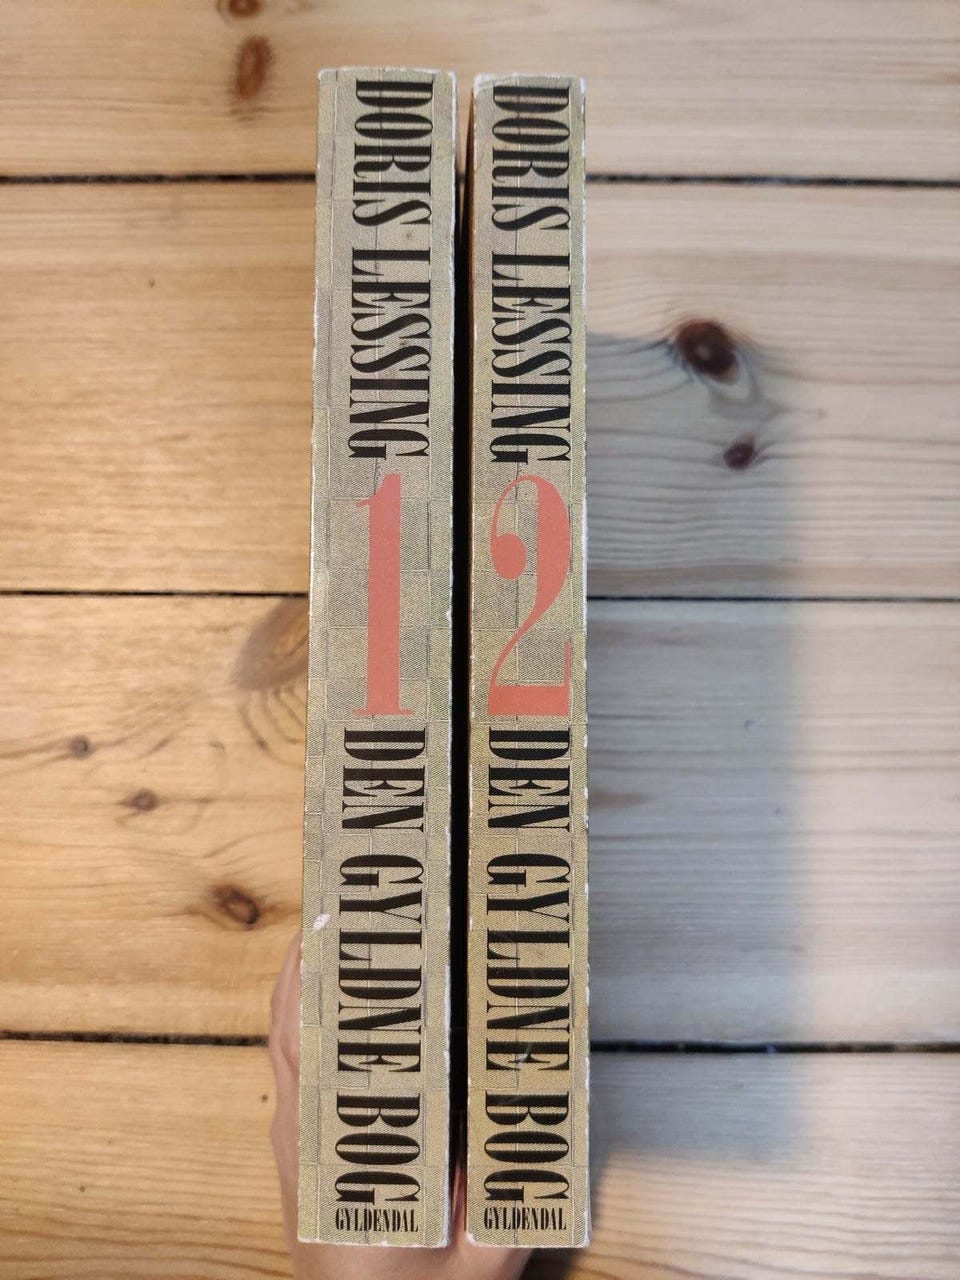 DORIS LESSING
1
DEN GYLDNE BOG
GYLDENDAL
DORIS LESSING
2
DEN GYLDNE BOG
GYLDENDAL